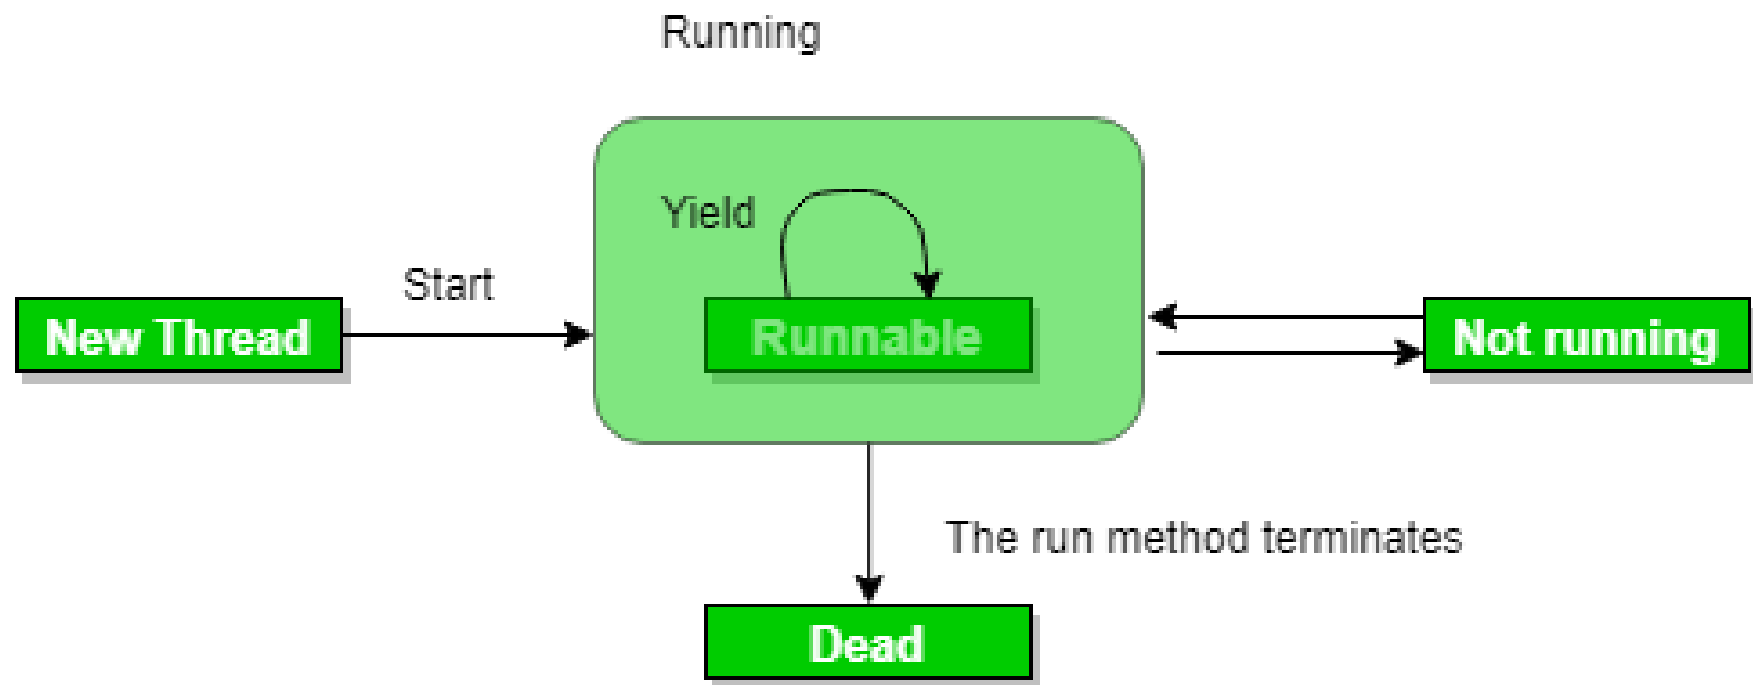 Running
Yield
Start
New Thread
Runnable
Not running
The run method terminates
Dead